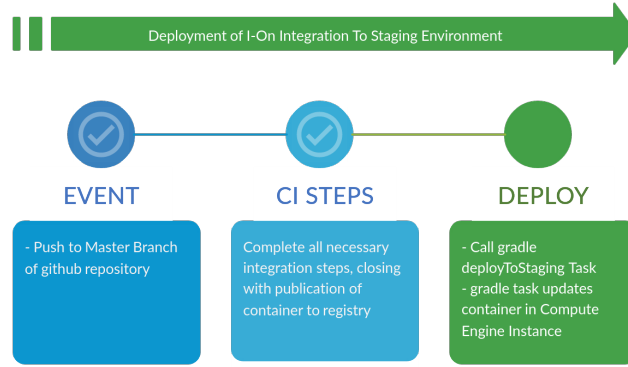 Deployment of I-On Integration To Staging Environment
EVENT
CI STEPS
DEPLOY
- Push to Master Branch
of github repository
Complete all necessary
integration steps, closing
with publication of
container to registry
- Call gradle
deployToStaging Task
- gradle task updates
container in Compute
Engine Instance